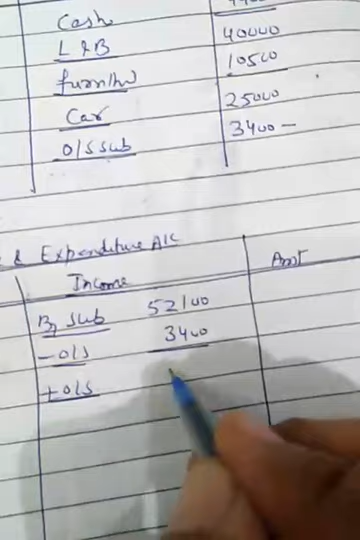 Cash
L & B 40000
furniture 10500
Car 25000
O/S sub 3400 —
& Expenditure A/C
Income Amt
By sub 52100
- O/S 3400
+ O/S